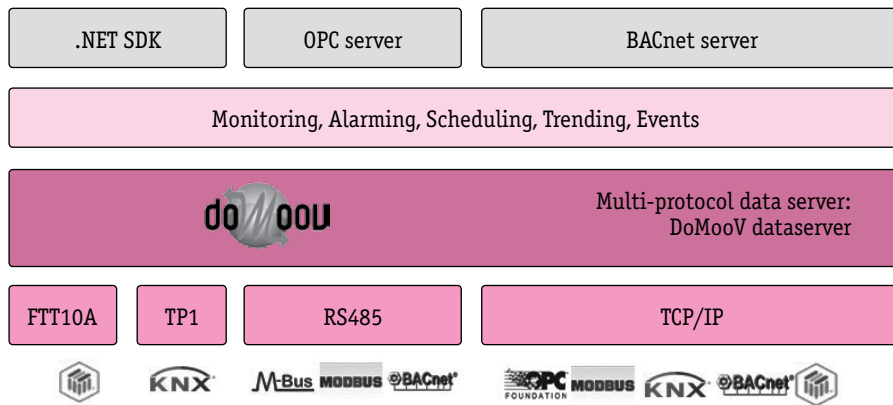 .NET SDK
OPC server
BACnet server
Monitoring, Alarming, Scheduling, Trending, Events
doMoov
Multi-protocol data server:
DoMooV dataserver
FTT10A
TP1
RS485
TCP/IP
KNX
M-Bus
MODBUS
BACnet
OPC
FOUNDATION
MODBUS
KNX
BACnet